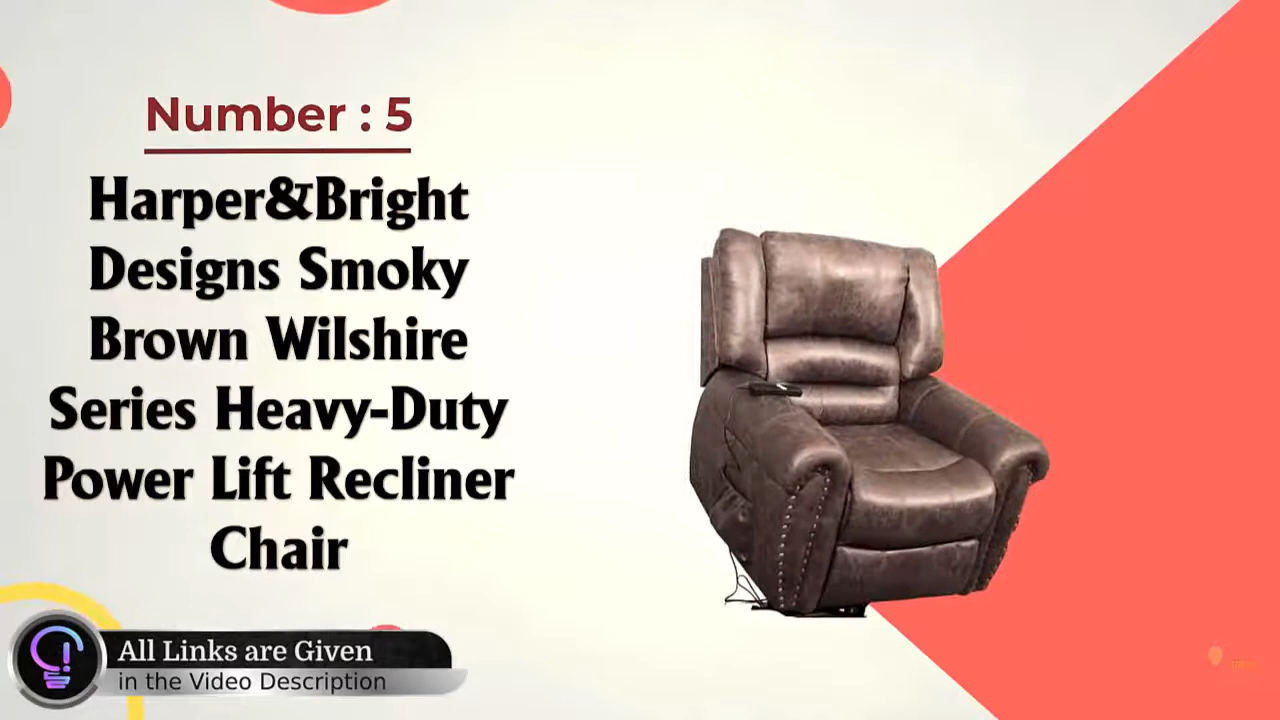 Number : 5
Harper&Bright
Designs Smoky
Brown Wilshire
Series Heavy-Duty
Power Lift Recliner
Chair
All Links are Given
in the Video Description